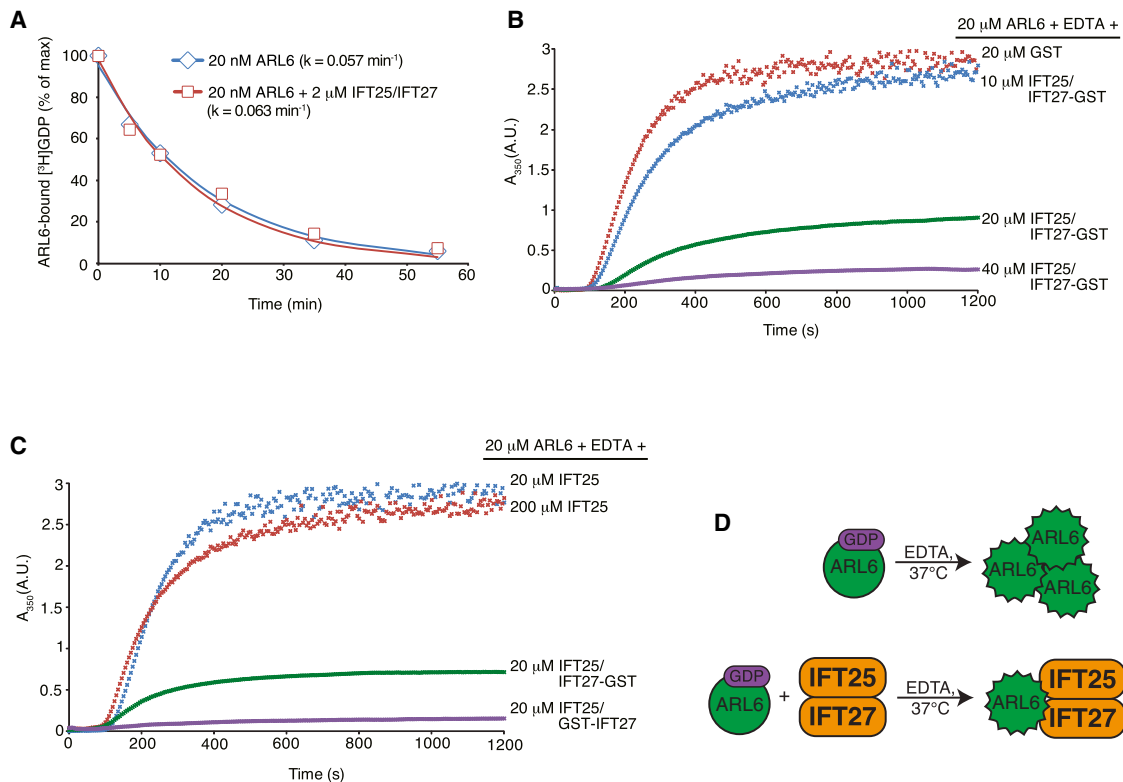 A
ARL6-bound [³H]GDP (% of max)
100
80
60
40
20
0
0
10
20
30
40
50
60
Time (min)
20 nM ARL6 (k = 0.057 min⁻¹)
20 nM ARL6 + 2 μM IFT25/IFT27
(k = 0.063 min⁻¹)
B
20 μM ARL6 + EDTA +
A₃₅₀(A.U.)
3
2.5
2
1.5
1
0.5
0
0
200
400
600
800
1000
1200
Time (s)
20 μM GST
10 μM IFT25/
IFT27-GST
20 μM IFT25/
IFT27-GST
40 μM IFT25/
IFT27-GST
C
20 μM ARL6 + EDTA +
A₃₅₀(A.U.)
3
2.5
2
1.5
1
0.5
0
0
200
400
600
800
1000
1200
Time (s)
20 μM IFT25
200 μM IFT25
20 μM IFT25/
IFT27-GST
20 μM IFT25/
GST-IFT27
D
GDP
ARL6
EDTA,
37°C
ARL6
ARL6
ARL6
GDP
ARL6
+
IFT25
IFT27
EDTA,
37°C
ARL6
IFT25
IFT27